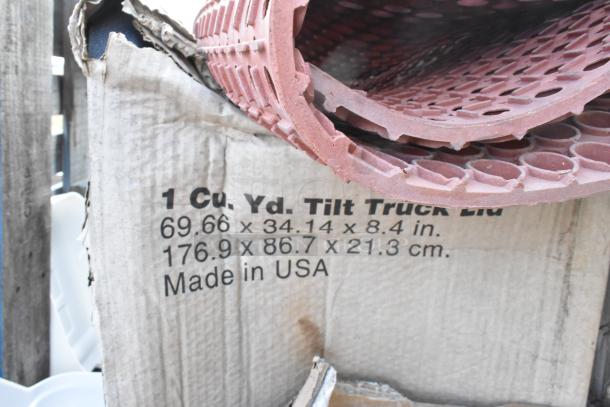 1 Cu. Yd. Tilt Truck Lid
69.66 x 34.14 x 8.4 in.
176.9 x 86.7 x 21.3 cm.
Made in USA